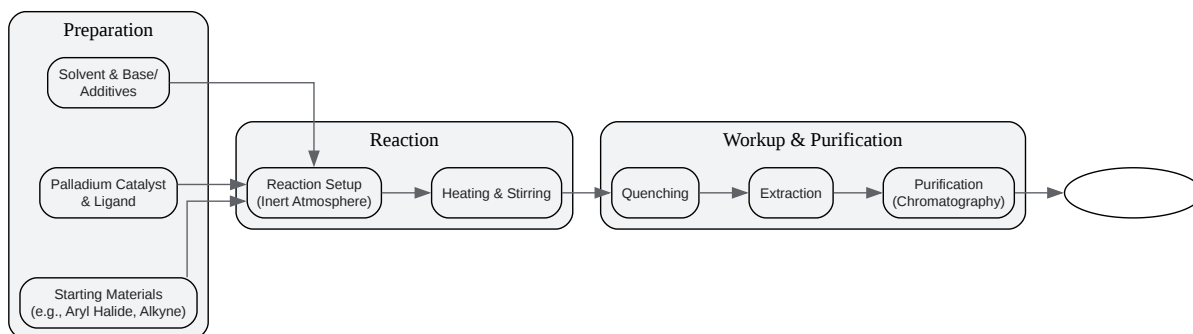 Preparation
Solvent & Base/
Additives
Palladium Catalyst
& Ligand
Starting Materials
(e.g., Aryl Halide, Alkyne)
Reaction
Reaction Setup
(Inert Atmosphere)
Heating & Stirring
Workup & Purification
Quenching
Extraction
Purification
(Chromatography)